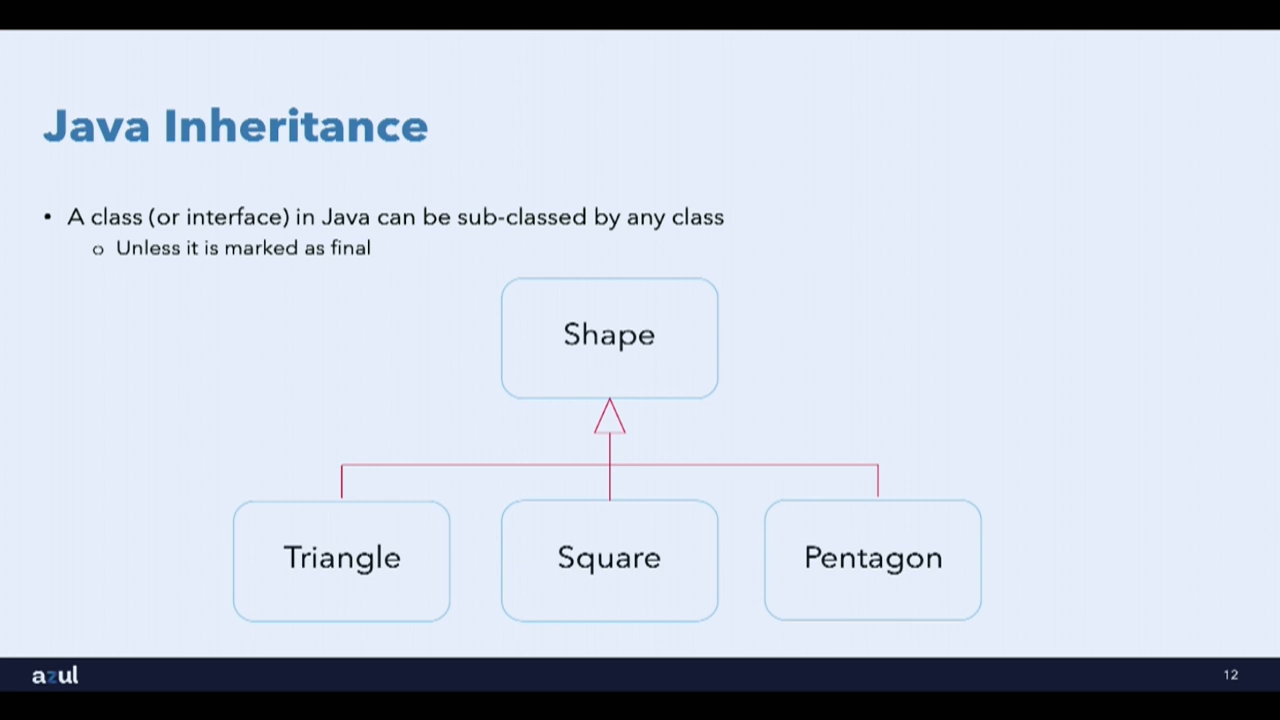 Java Inheritance
• A class (or interface) in Java can be sub-classed by any class
o Unless it is marked as final
Shape
Triangle
Square
Pentagon
azul
12